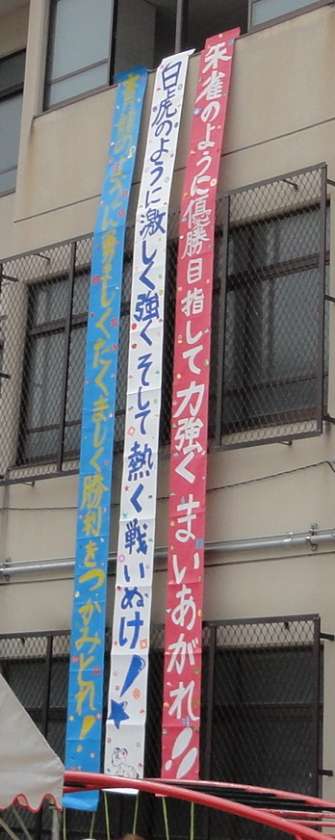 朱雀のように優勝目指して力強くまいあがれ!!
白虎のように激しく強くそして熱く戦いぬけ!
青龍のように勇ましくたくましく勝利をつかみとれ!